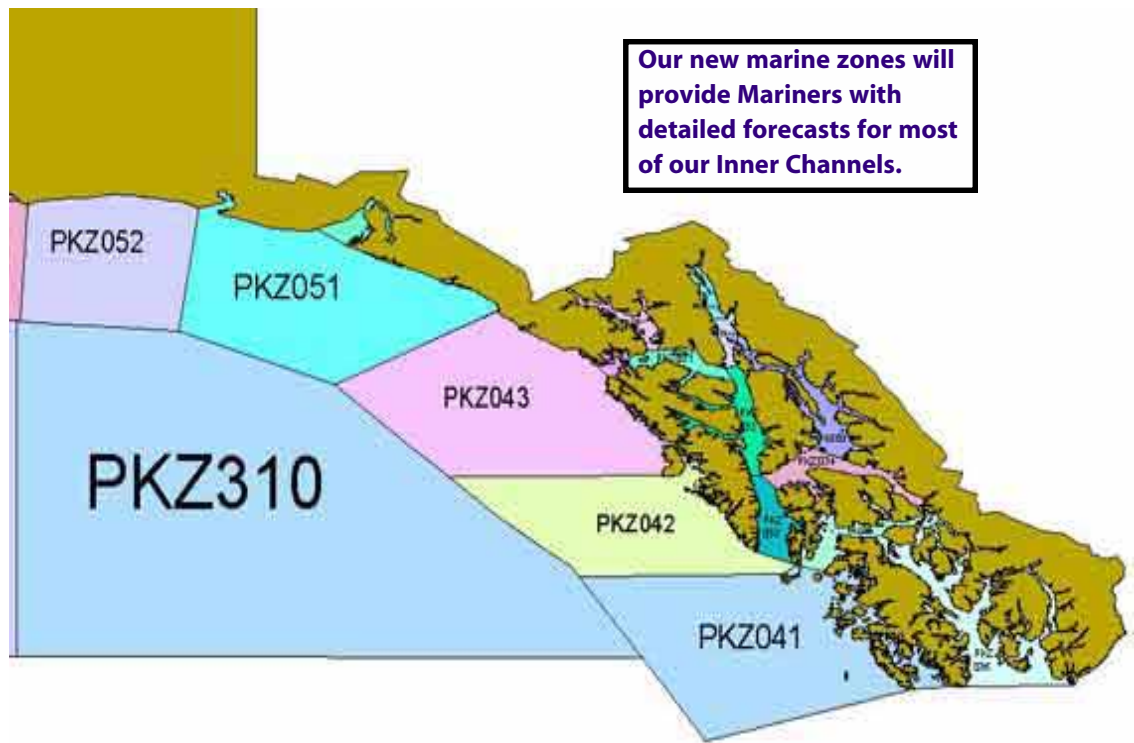 Our new marine zones will
provide Mariners with
detailed forecasts for most
of our Inner Channels.
PKZ052
PKZ051
PKZ043
PKZ310
PKZ042
PKZ041